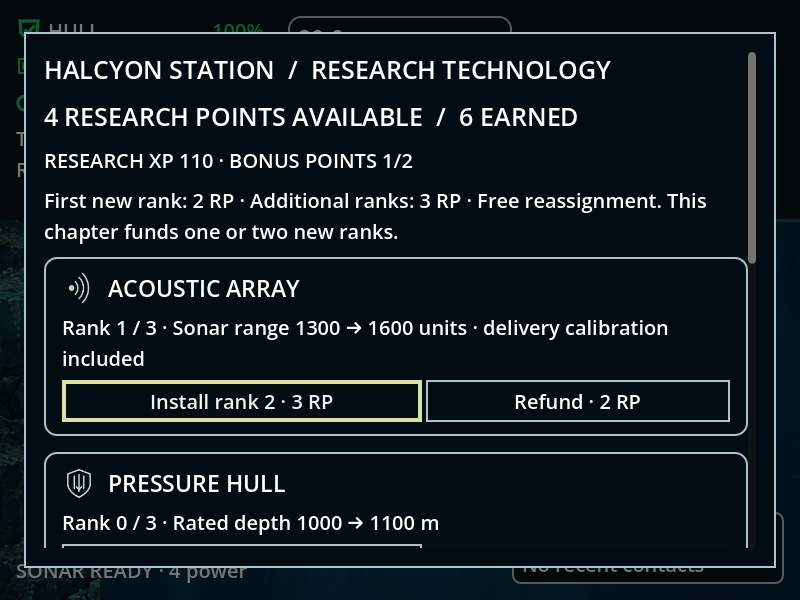 HULL 100%
HALCYON STATION / RESEARCH TECHNOLOGY
4 RESEARCH POINTS AVAILABLE / 6 EARNED
RESEARCH XP 110 · BONUS POINTS 1/2
First new rank: 2 RP · Additional ranks: 3 RP · Free reassignment. This
chapter funds one or two new ranks.
ACOUSTIC ARRAY
Rank 1 / 3 · Sonar range 1300 → 1600 units · delivery calibration
included
Install rank 2 · 3 RP
Refund · 2 RP
PRESSURE HULL
Rank 0 / 3 · Rated depth 1000 → 1100 m
SONAR READY · 4 power
No recent contacts